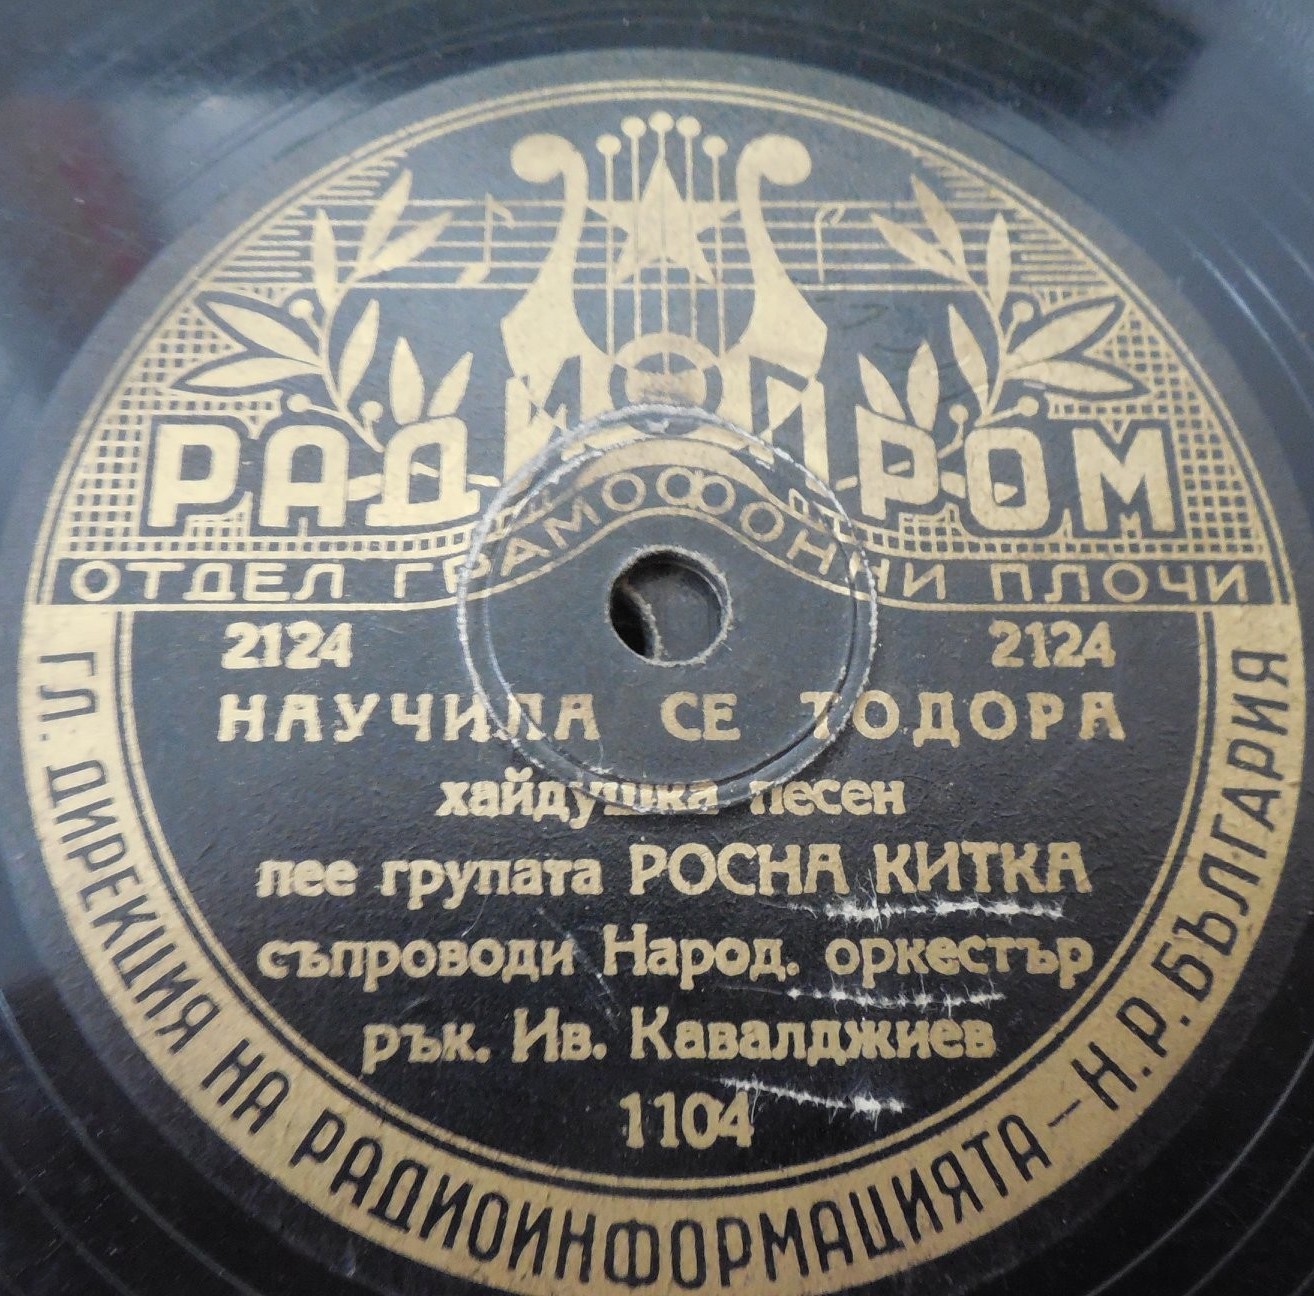 РАДИОПРОМ
ОТДЕЛ ГРАМОФОННИ ПЛОЧИ
2124 2124
НАУЧИЛА СЕ ТОДОРА
хайдушка песен
пее групата РОСНА КИТКА
съпроводи Народ. оркестър
рък. Ив. Кавалджиев
1104
ГЛ. ДИРЕКЦИЯ НА РАДИОИНФОРМАЦИЯТА – Н.Р. БЪЛГАРИЯ